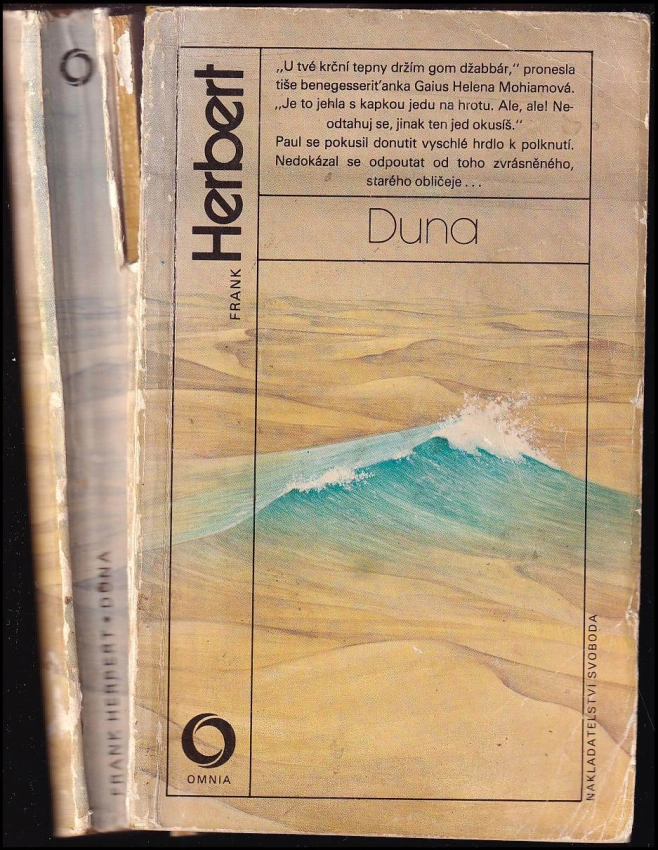 „U tvé krční tepny držím gom džabbár,“ pronesla
tiše benegesseriťanka Gaius Helena Mohiamová.
„Je to jehla s kapkou jedu na hrotu. Ale, ale! Ne-
odtahuj se, jinak ten jed okusíš.“
Paul se pokusil donutit vyschlé hrdlo k polknutí.
Nedokázal se odpoutat od toho zvrásněného,
starého obličeje...
FRANK Herbert
Duna
OMNIA
NAKLADATELSTVÍ SVOBODA
FRANK HERBERT • DUNA